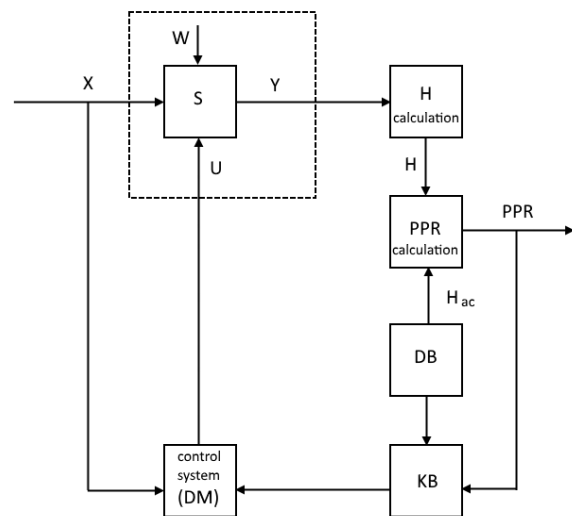 W
X
S
Y
H
calculation
U
H
PPR
PPR
calculation
H ac
DB
control
system
(DM)
KB